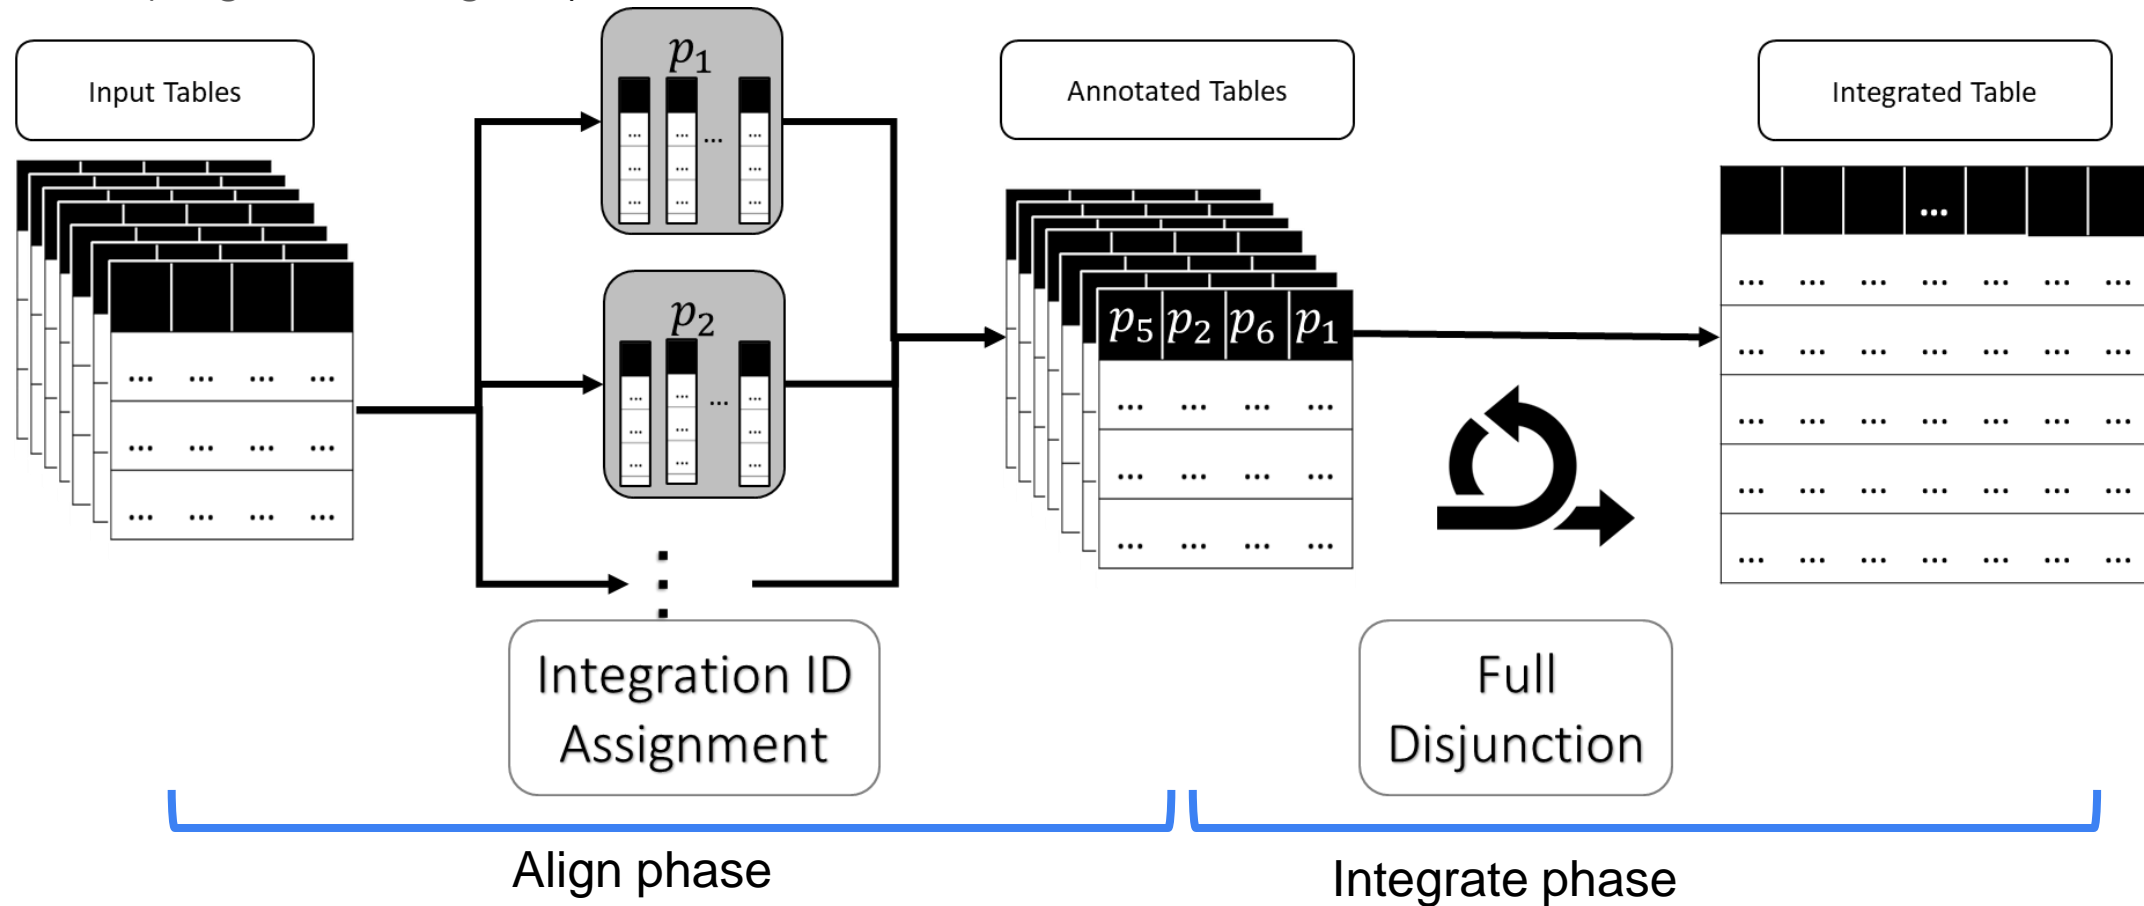 Input Tables
p1
...
p2
...
Annotated Tables
p5 p2 p6 p1
... ... ... ...
... ... ... ...
... ... ... ...
Integrated Table
...
... ... ... ... ... ... ...
... ... ... ... ... ... ...
... ... ... ... ... ... ...
... ... ... ... ... ... ...
... ... ... ... ... ... ...
Integration ID
Assignment
Full
Disjunction
Align phase
Integrate phase